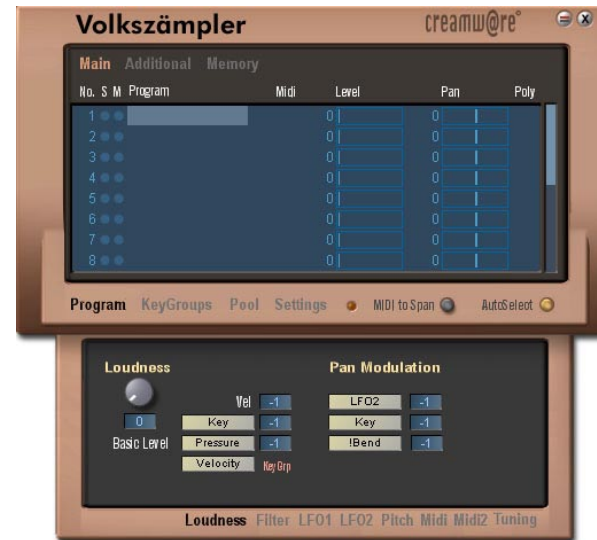 Volkszämpler creamw@re°
Main Additional Memory
No. S M Program Midi Level Pan Poly
1 0 0
2 0 0
3 0 0
4 0 0
5 0 0
6 0 0
7 0 0
8 0 0
Program KeyGroups Pool Settings MIDI to Span AutoSelect
Loudness Pan Modulation
Vel -1 LFO2 -1
0 Key -1 Key -1
Basic Level Pressure -1 !Bend -1
Velocity KeyGrp
Loudness Filter LFO1 LFO2 Pitch Midi Midi2 Tuning